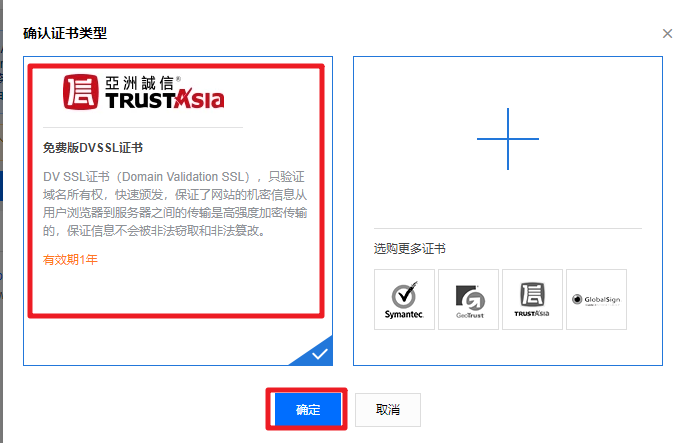 确认证书类型
亞洲誠信®
TRUSTAsia
免费版DVSSL证书
DV SSL证书（Domain Validation SSL），只验证
域名所有权，快速颁发，保证了网站的机密信息从
用户浏览器到服务器之间的传输是高强度加密传输
的，保证信息不会被非法窃取和非法篡改。
有效期1年
选购更多证书
Symantec.
GeoTrust
TRUSTAsia
GlobalSign
确定
取消